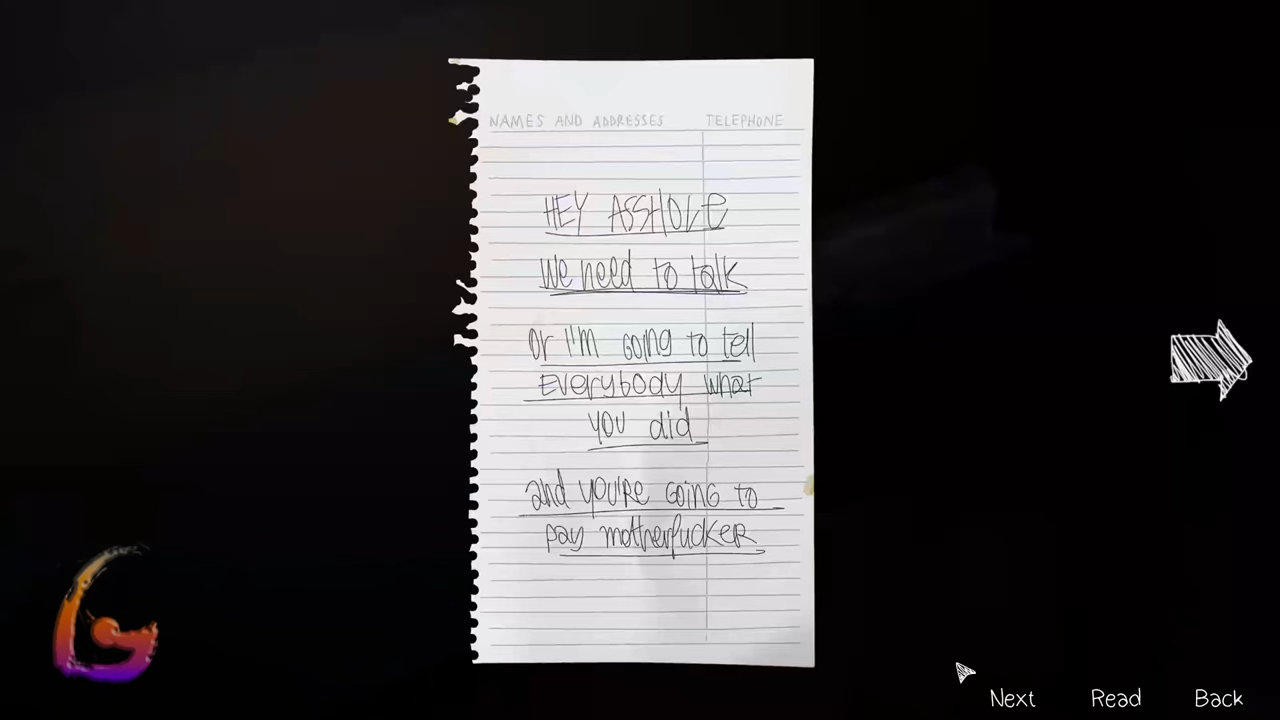 NAMES AND ADDRESSES TELEPHONE
HEY ASSHOLE
We need to talk
Or I'm going to tell
Everybody what
you did
and you're going to
pay motherfucker
Next Read Back